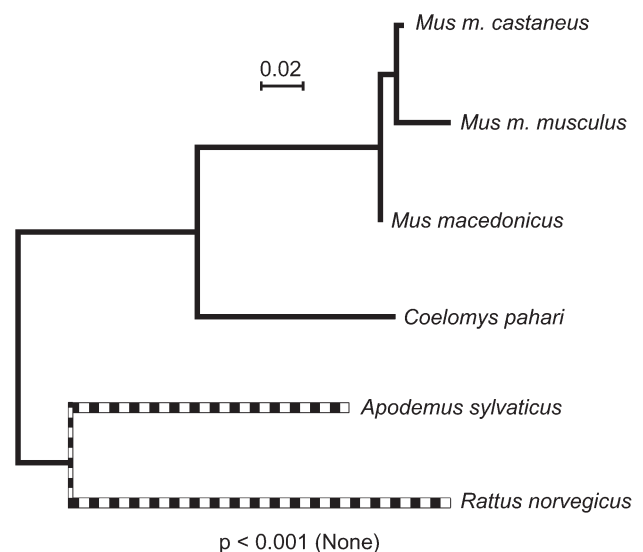 Mus m. castaneus
0.02
Mus m. musculus
Mus macedonicus
Coelomys pahari
Apodemus sylvaticus
Rattus norvegicus
p < 0.001 (None)